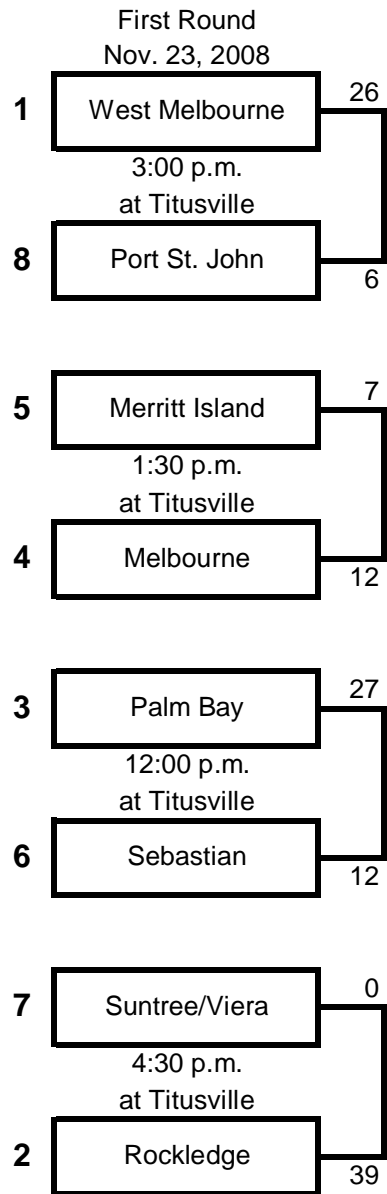 First Round
Nov. 23, 2008
26
1 West Melbourne
3:00 p.m.
at Titusville
8 Port St. John
6
7
5 Merritt Island
1:30 p.m.
at Titusville
4 Melbourne
12
27
3 Palm Bay
12:00 p.m.
at Titusville
6 Sebastian
12
0
7 Suntree/Viera
4:30 p.m.
at Titusville
2 Rockledge
39